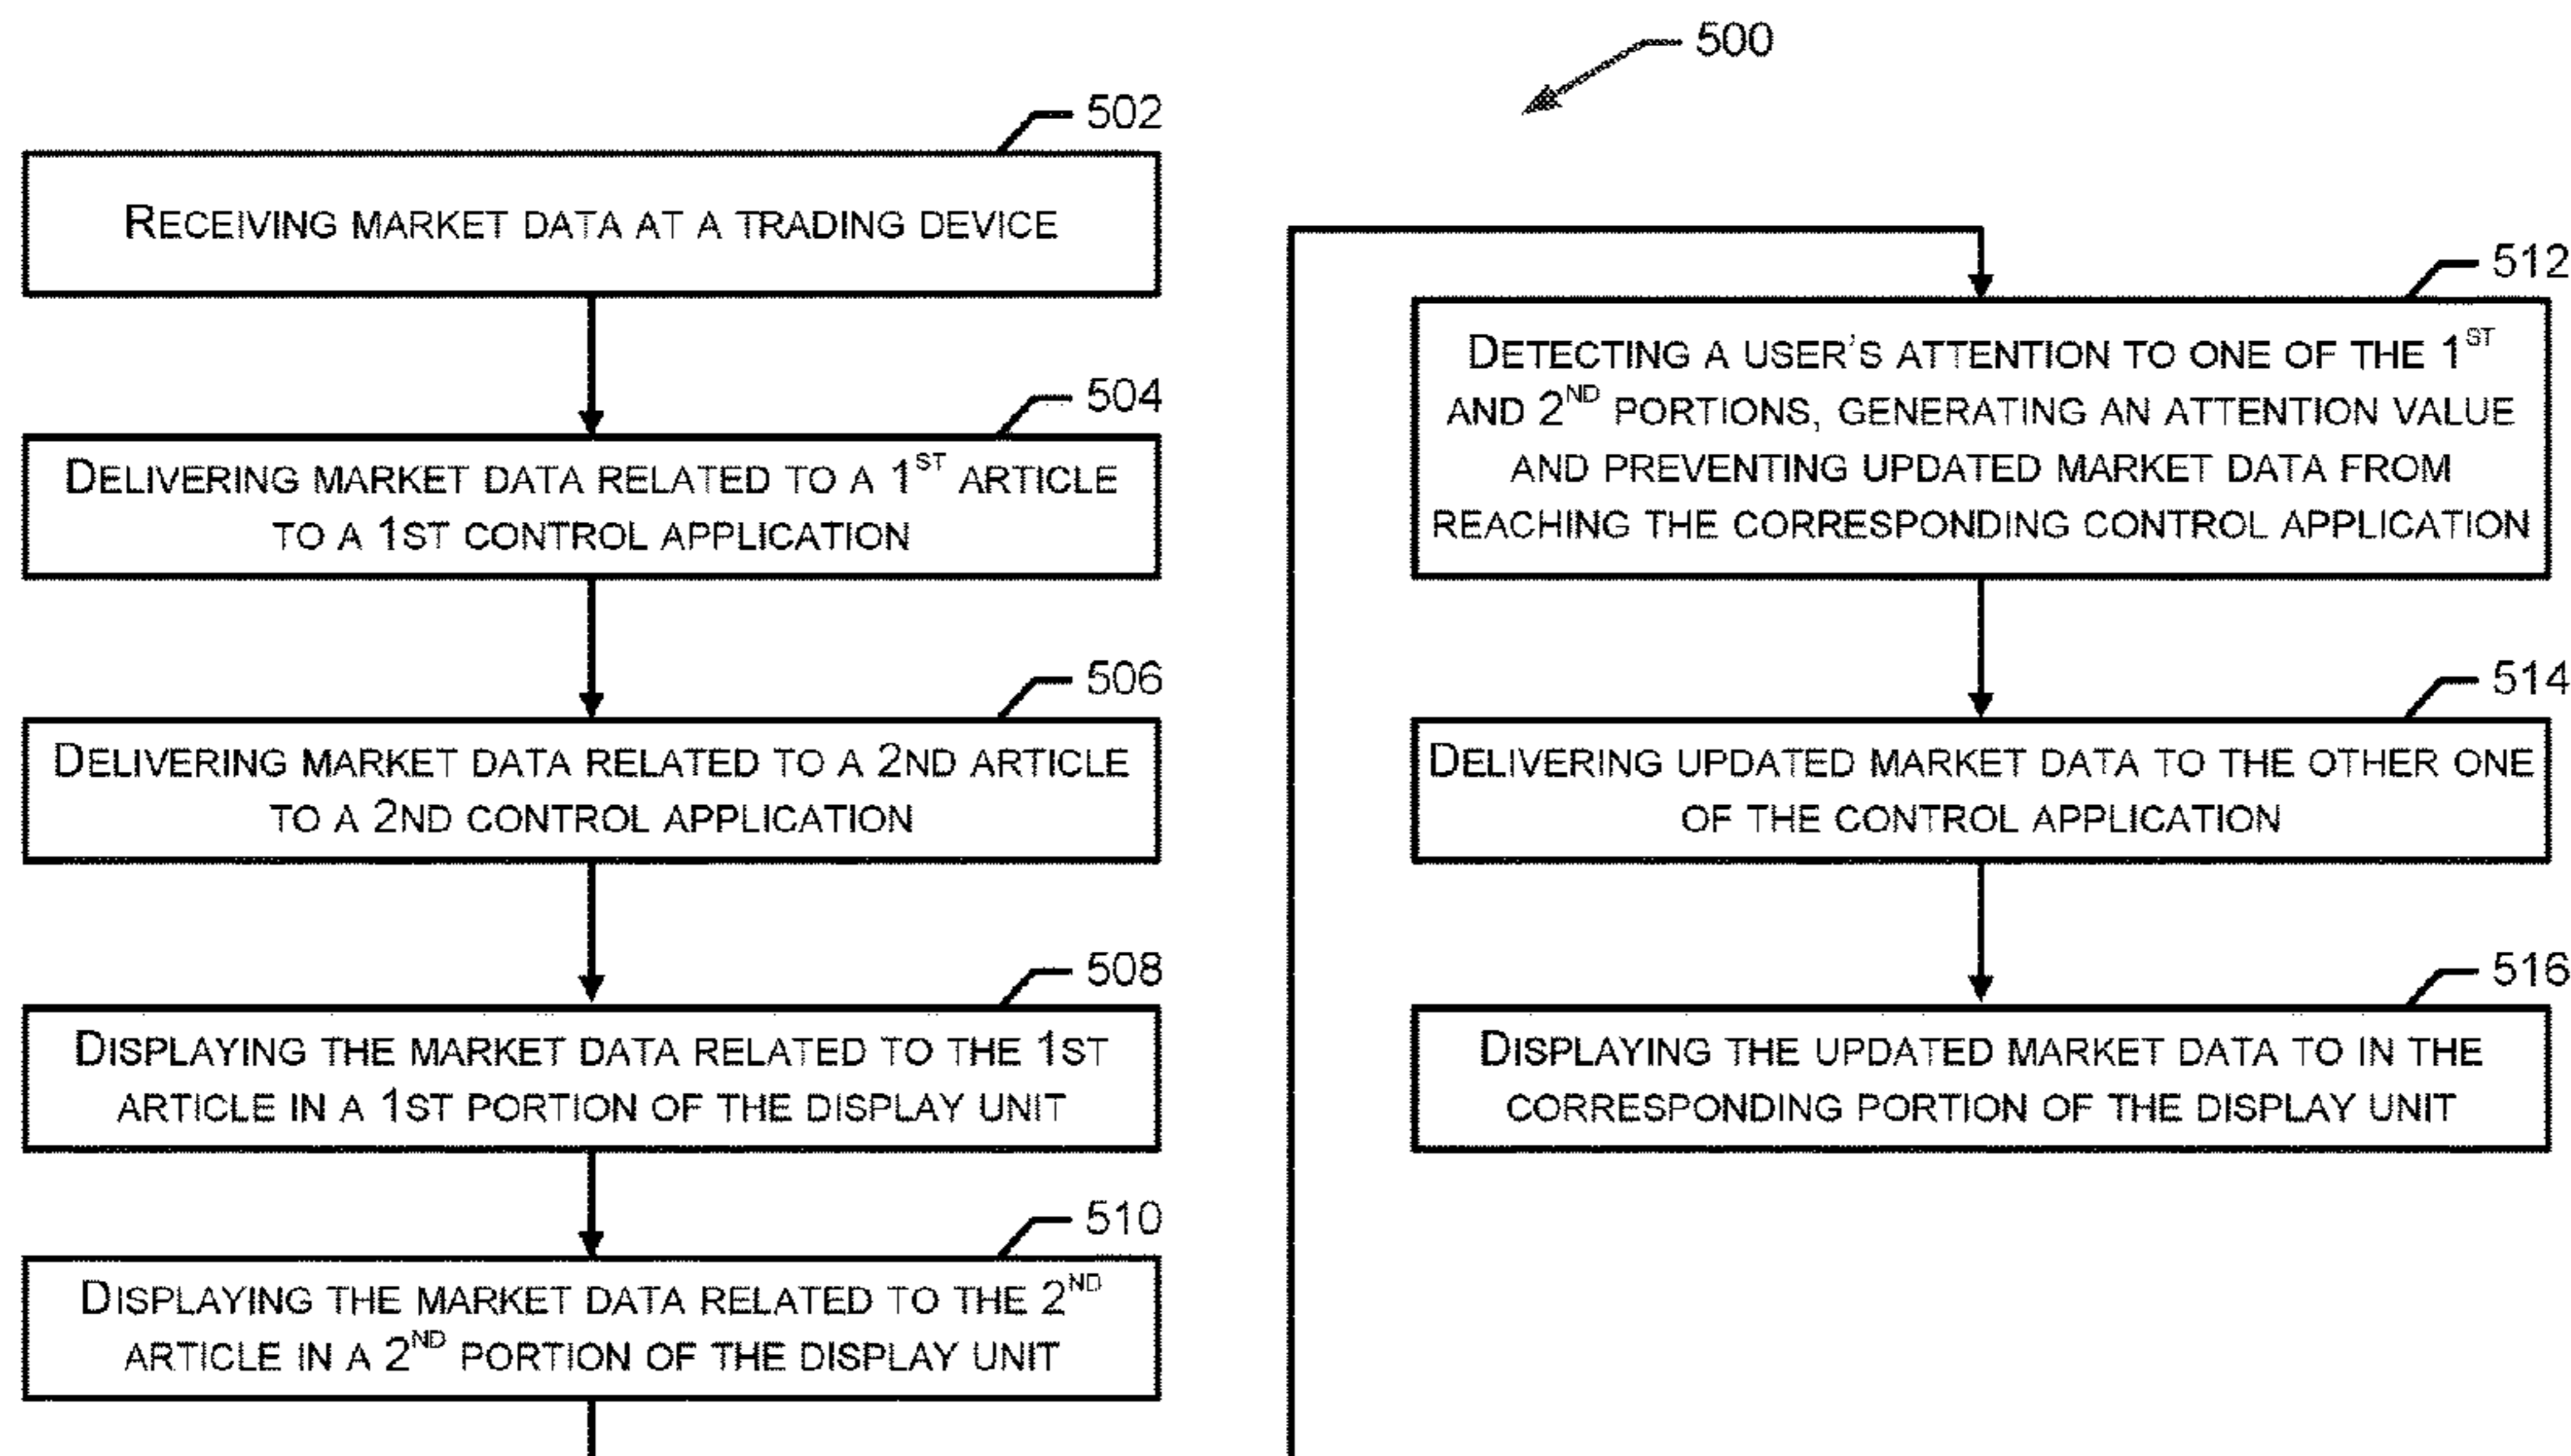 500
502
RECEIVING MARKET DATA AT A TRADING DEVICE
504
DELIVERING MARKET DATA RELATED TO A 1ST ARTICLE
TO A 1ST CONTROL APPLICATION
506
DELIVERING MARKET DATA RELATED TO A 2ND ARTICLE
TO A 2ND CONTROL APPLICATION
508
DISPLAYING THE MARKET DATA RELATED TO THE 1ST
ARTICLE IN A 1ST PORTION OF THE DISPLAY UNIT
510
DISPLAYING THE MARKET DATA RELATED TO THE 2ND
ARTICLE IN A 2ND PORTION OF THE DISPLAY UNIT
512
DETECTING A USER'S ATTENTION TO ONE OF THE 1ST
AND 2ND PORTIONS, GENERATING AN ATTENTION VALUE
AND PREVENTING UPDATED MARKET DATA FROM
REACHING THE CORRESPONDING CONTROL APPLICATION
514
DELIVERING UPDATED MARKET DATA TO THE OTHER ONE
OF THE CONTROL APPLICATION
516
DISPLAYING THE UPDATED MARKET DATA TO IN THE
CORRESPONDING PORTION OF THE DISPLAY UNIT